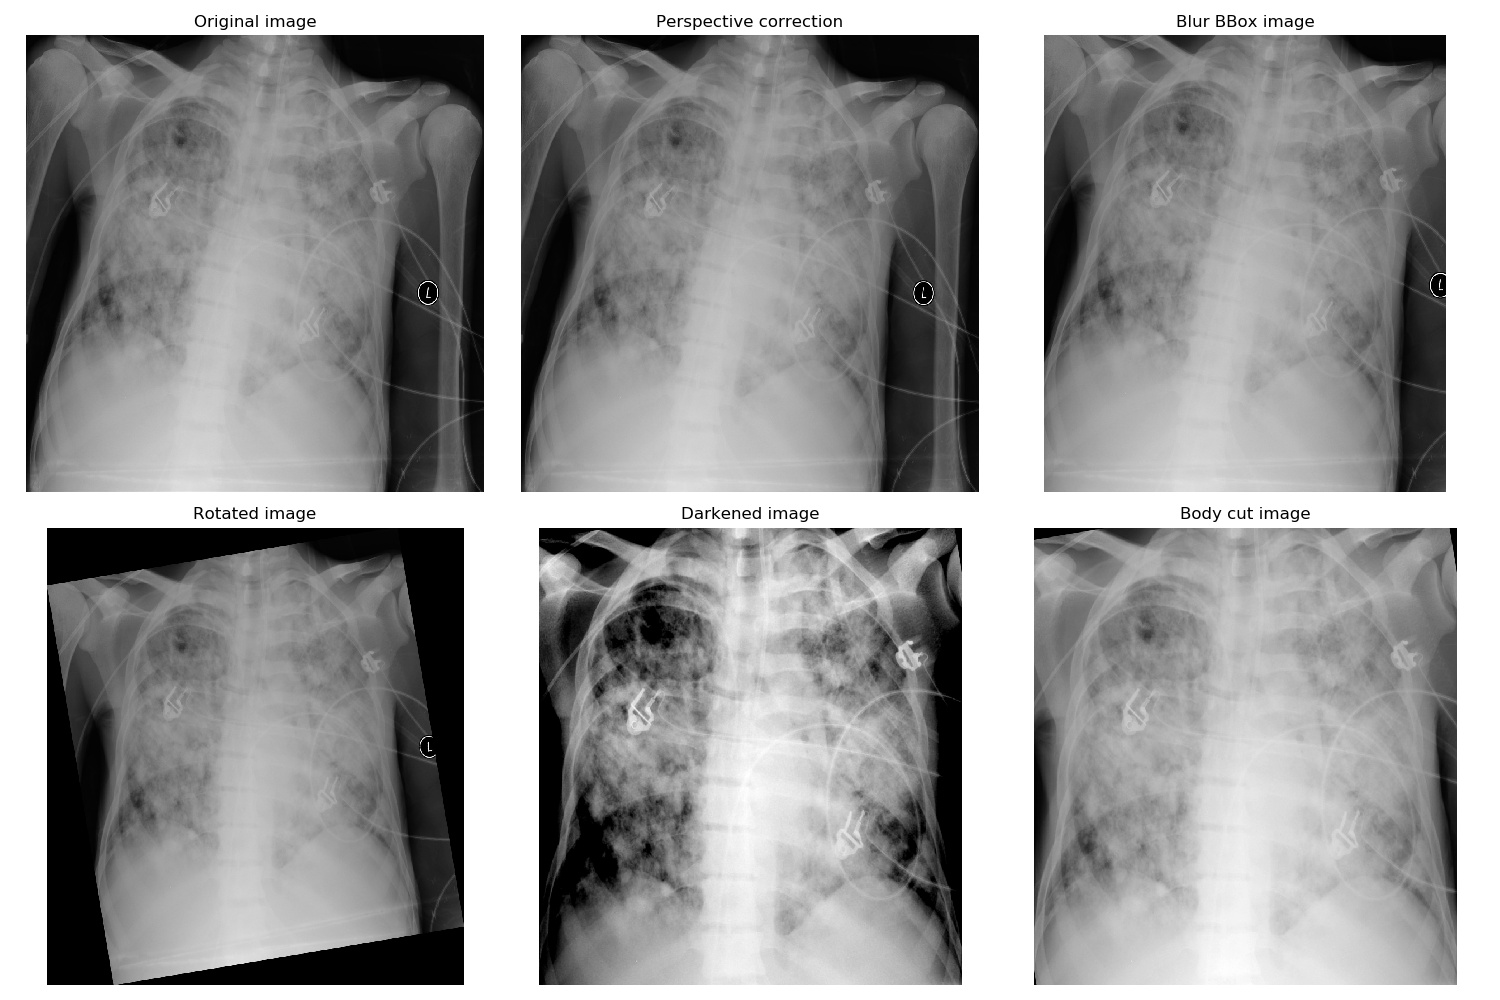 Original image
Perspective correction
Blur BBox image
L
L
L
Rotated image
Darkened image
Body cut image
L